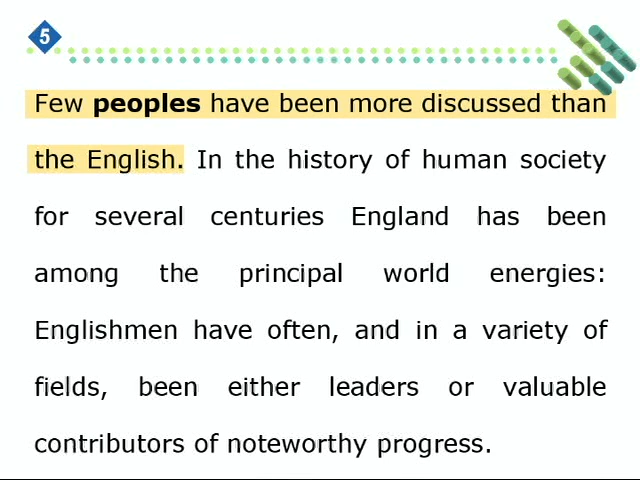 5
Few peoples have been more discussed than
the English. In the history of human society
for several centuries England has been
among the principal world energies:
Englishmen have often, and in a variety of
fields, been either leaders or valuable
contributors of noteworthy progress.